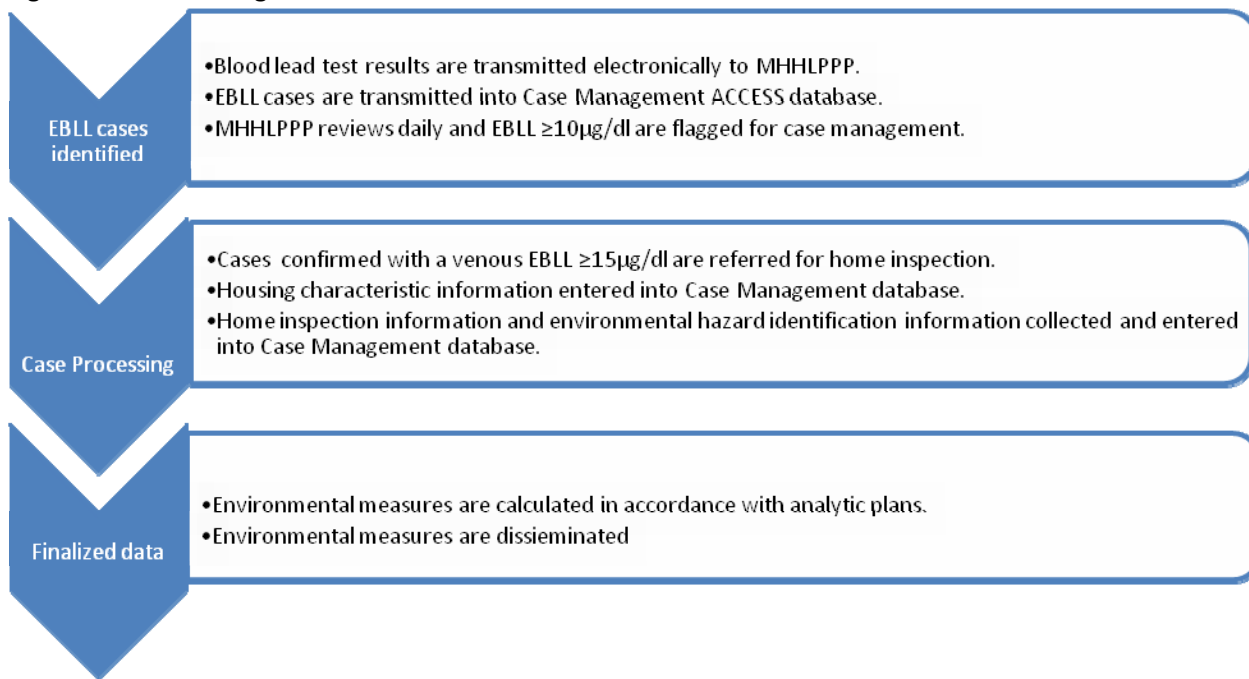 •Blood lead test results are transmitted electronically to MHHLPPP.
•EBLL cases are transmitted into Case Management ACCESS database.
•MHHLPPP reviews daily and EBLL ≥10µg/dl are flagged for case management.
EBLL cases
identified
•Cases confirmed with a venous EBLL ≥15µg/dl are referred for home inspection.
•Housing characteristic information entered into Case Management database.
•Home inspection information and environmental hazard identification information collected and entered
into Case Management database.
Case Processing
•Environmental measures are calculated in accordance with analytic plans.
•Environmental measures are dissieminated
Finalized data